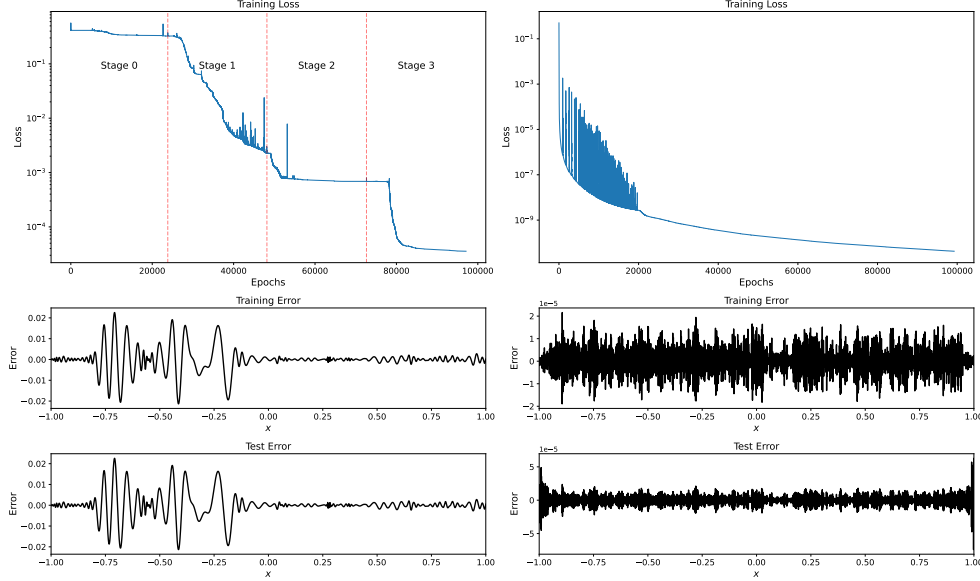 Training Loss
Loss
10⁻¹
10⁻²
10⁻³
10⁻⁴
Stage 0
Stage 1
Stage 2
Stage 3
0 20000 40000 60000 80000 100000
Epochs
Training Loss
Loss
10⁻¹
10⁻³
10⁻⁵
10⁻⁷
10⁻⁹
0 20000 40000 60000 80000 100000
Epochs
Training Error
Error
0.02
0.01
0.00
−0.01
−0.02
−1.00 −0.75 −0.50 −0.25 0.00 0.25 0.50 0.75 1.00
x
Training Error
1e−5
Error
2
1
0
−1
−2
−1.00 −0.75 −0.50 −0.25 0.00 0.25 0.50 0.75 1.00
x
Test Error
Error
0.02
0.01
0.00
−0.01
−0.02
−1.00 −0.75 −0.50 −0.25 0.00 0.25 0.50 0.75 1.00
x
Test Error
1e−5
Error
5
0
−5
−1.00 −0.75 −0.50 −0.25 0.00 0.25 0.50 0.75 1.00
x